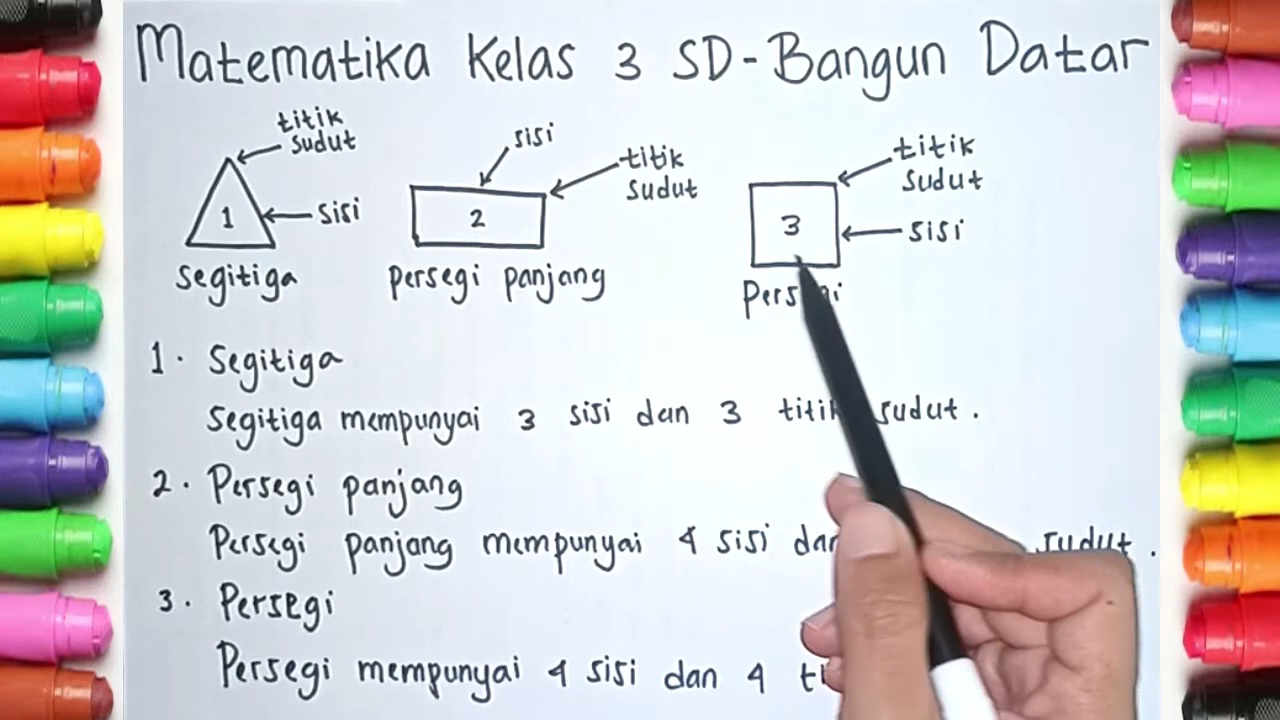 Matematika Kelas 3 SD-Bangun Datar
titik
sudut
1
sisi
segitiga
sisi
titik
sudut
2
persegi panjang
titik
sudut
3
sisi
1. Segitiga
Segitiga mempunyai 3 sisi dan 3 sudut.
2. Persegi panjang
Persegi panjang mempunyai 4 sisi sudut.
3. Persegi
Persegi mempunyai 4 sisi dan 4